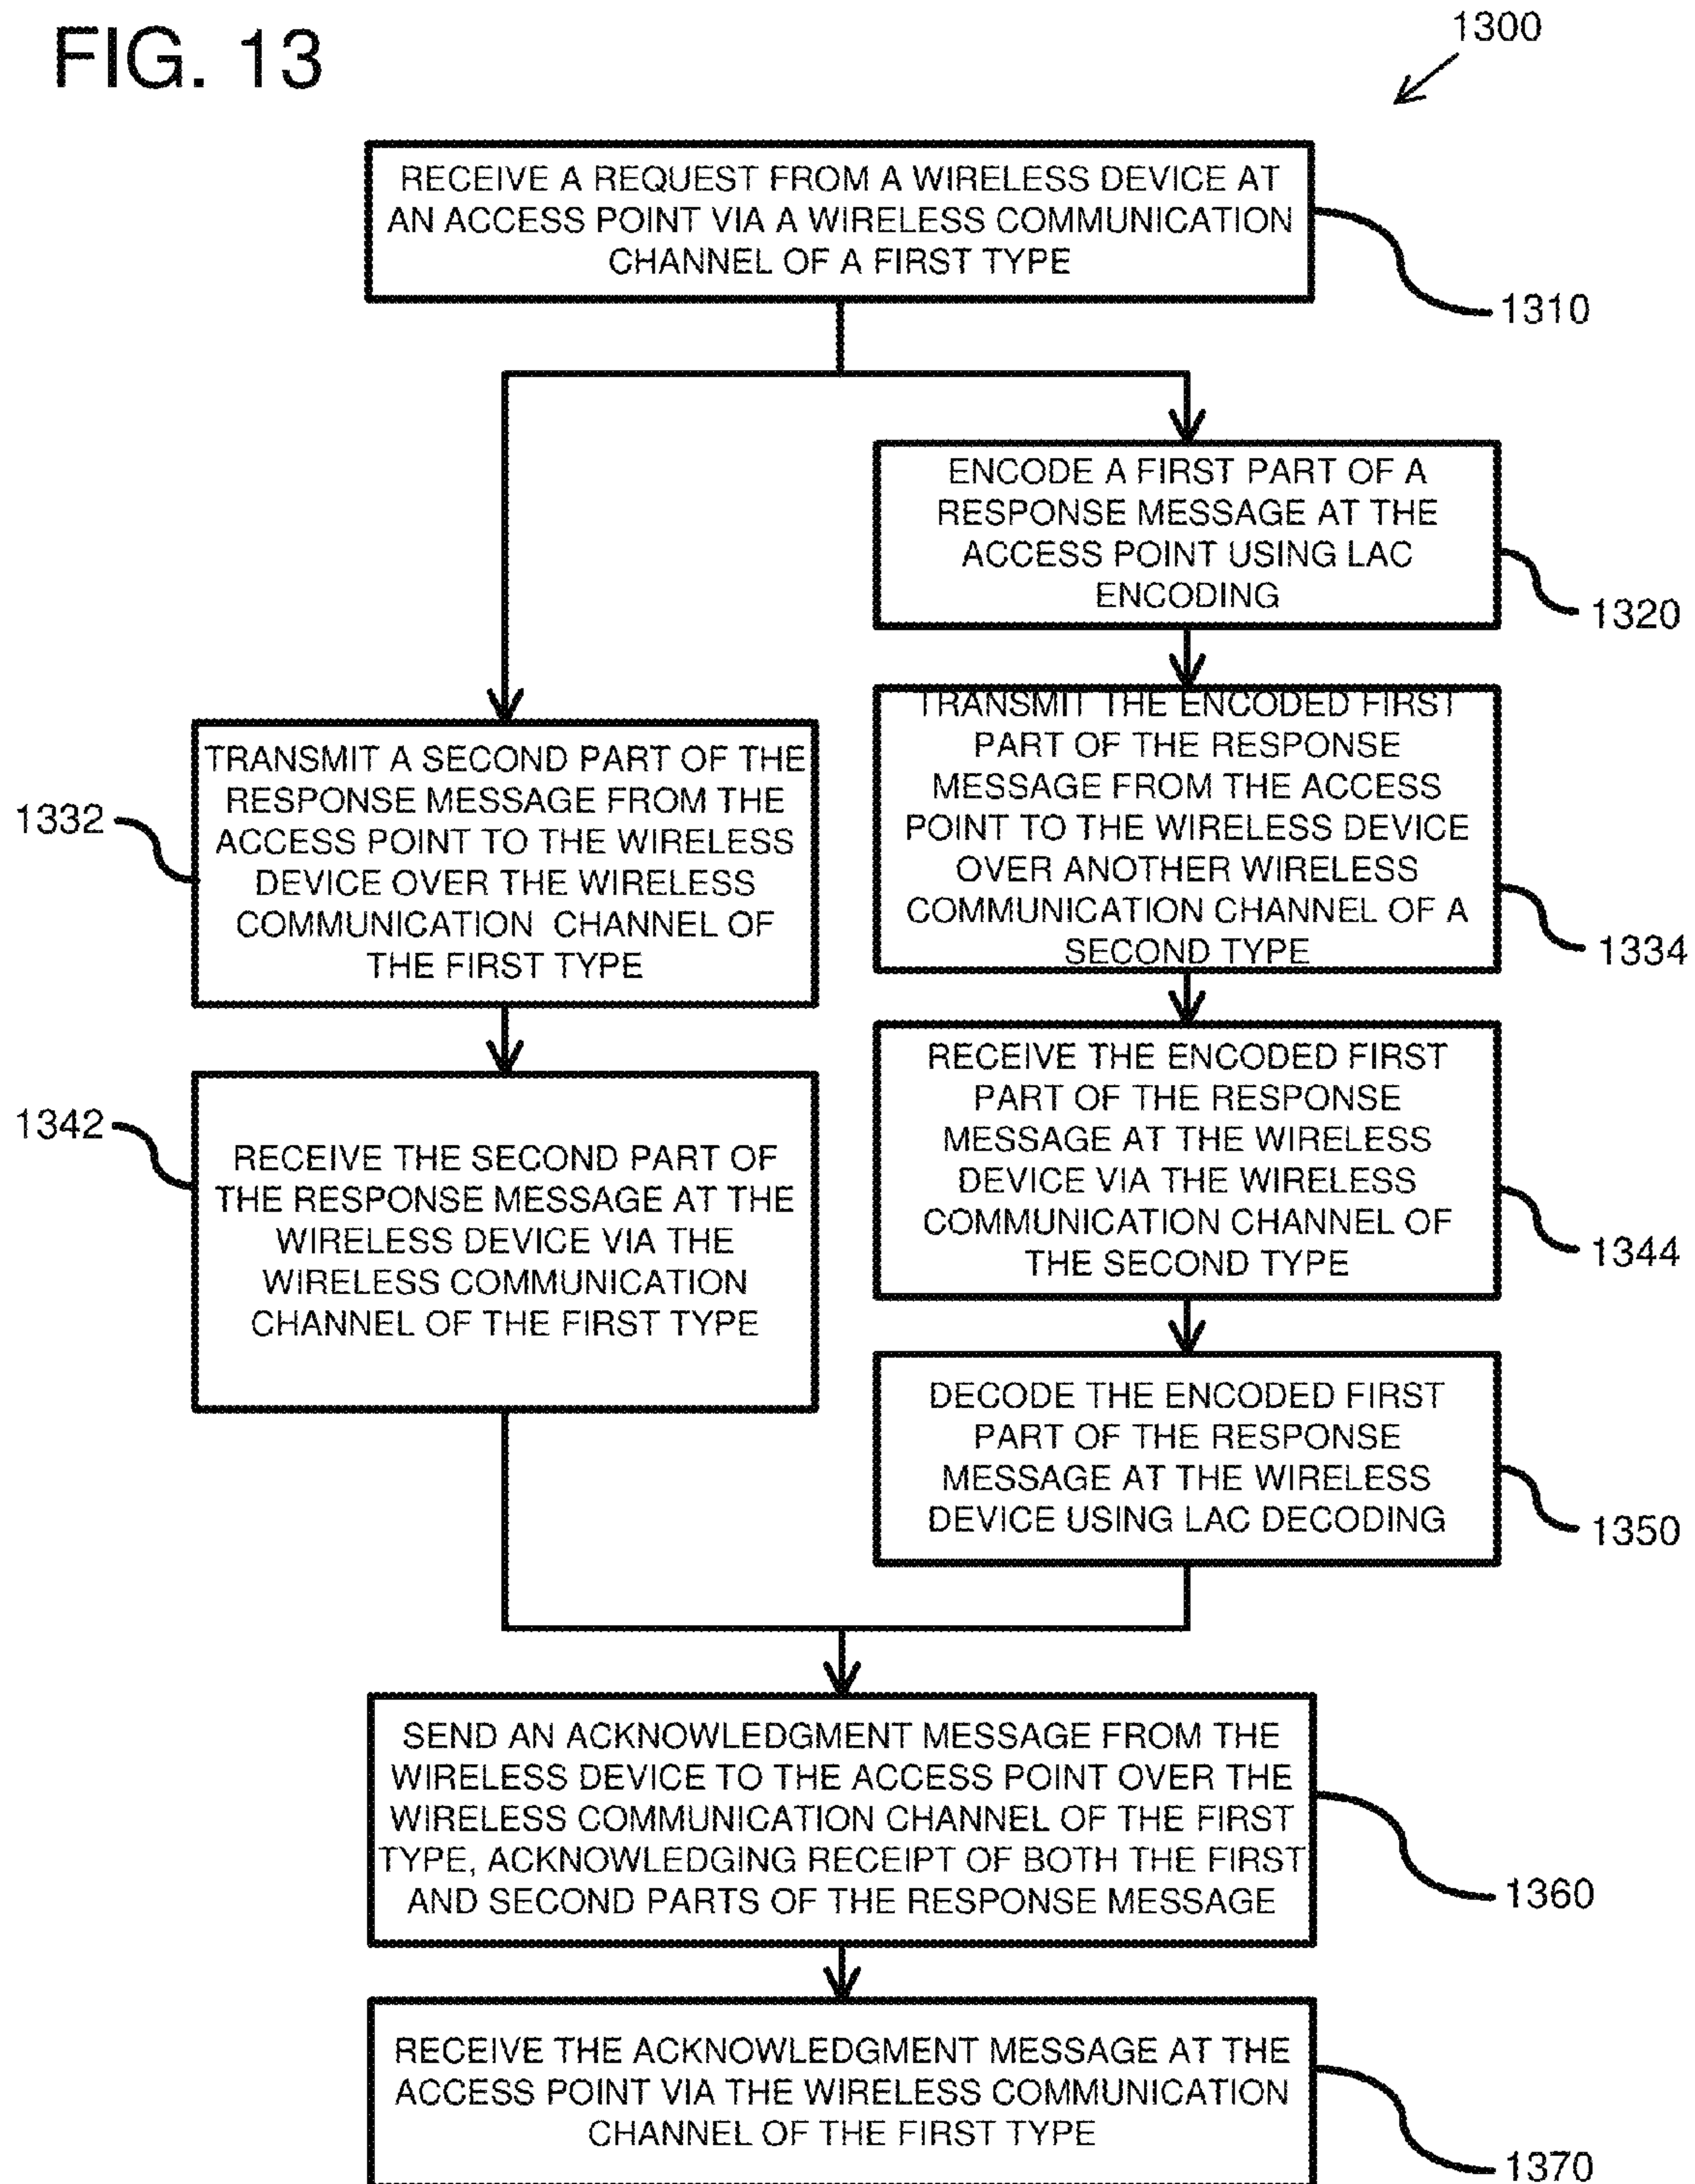 FIG. 13
1300
RECEIVE A REQUEST FROM A WIRELESS DEVICE AT
AN ACCESS POINT VIA A WIRELESS COMMUNICATION
CHANNEL OF A FIRST TYPE
1310
ENCODE A FIRST PART OF A
RESPONSE MESSAGE AT THE
ACCESS POINT USING LAC
ENCODING
1320
TRANSMIT A SECOND PART OF THE
RESPONSE MESSAGE FROM THE
ACCESS POINT TO THE WIRELESS
DEVICE OVER THE WIRELESS
COMMUNICATION CHANNEL OF
THE FIRST TYPE
1332
TRANSMIT THE ENCODED FIRST
PART OF THE RESPONSE
MESSAGE FROM THE ACCESS
POINT TO THE WIRELESS DEVICE
OVER ANOTHER WIRELESS
COMMUNICATION CHANNEL OF A
SECOND TYPE
1334
RECEIVE THE SECOND PART OF
THE RESPONSE MESSAGE AT THE
WIRELESS DEVICE VIA THE
WIRELESS COMMUNICATION
CHANNEL OF THE FIRST TYPE
1342
RECEIVE THE ENCODED FIRST
PART OF THE RESPONSE
MESSAGE AT THE WIRELESS
DEVICE VIA THE WIRELESS
COMMUNICATION CHANNEL OF
THE SECOND TYPE
1344
DECODE THE ENCODED FIRST
PART OF THE RESPONSE
MESSAGE AT THE WIRELESS
DEVICE USING LAC DECODING
1350
SEND AN ACKNOWLEDGMENT MESSAGE FROM THE
WIRELESS DEVICE TO THE ACCESS POINT OVER THE
WIRELESS COMMUNICATION CHANNEL OF THE FIRST
TYPE, ACKNOWLEDGING RECEIPT OF BOTH THE FIRST
AND SECOND PARTS OF THE RESPONSE MESSAGE
1360
RECEIVE THE ACKNOWLEDGMENT MESSAGE AT THE
ACCESS POINT VIA THE WIRELESS COMMUNICATION
CHANNEL OF THE FIRST TYPE
1370